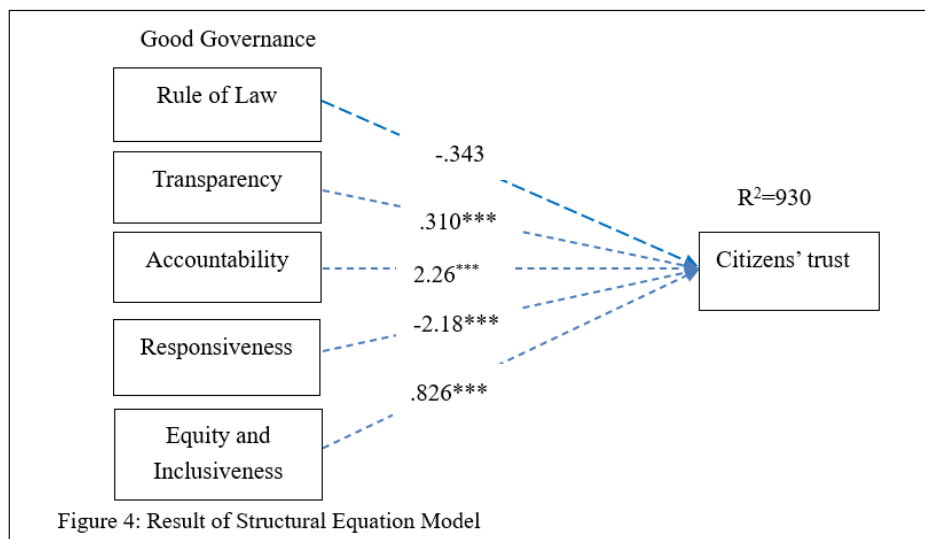 Good Governance
Rule of Law
-.343
Transparency
R²=930
.310***
Accountability
2.26***
Citizens’ trust
Responsiveness
-2.18***
.826***
Equity and
Inclusiveness
Figure 4: Result of Structural Equation Model